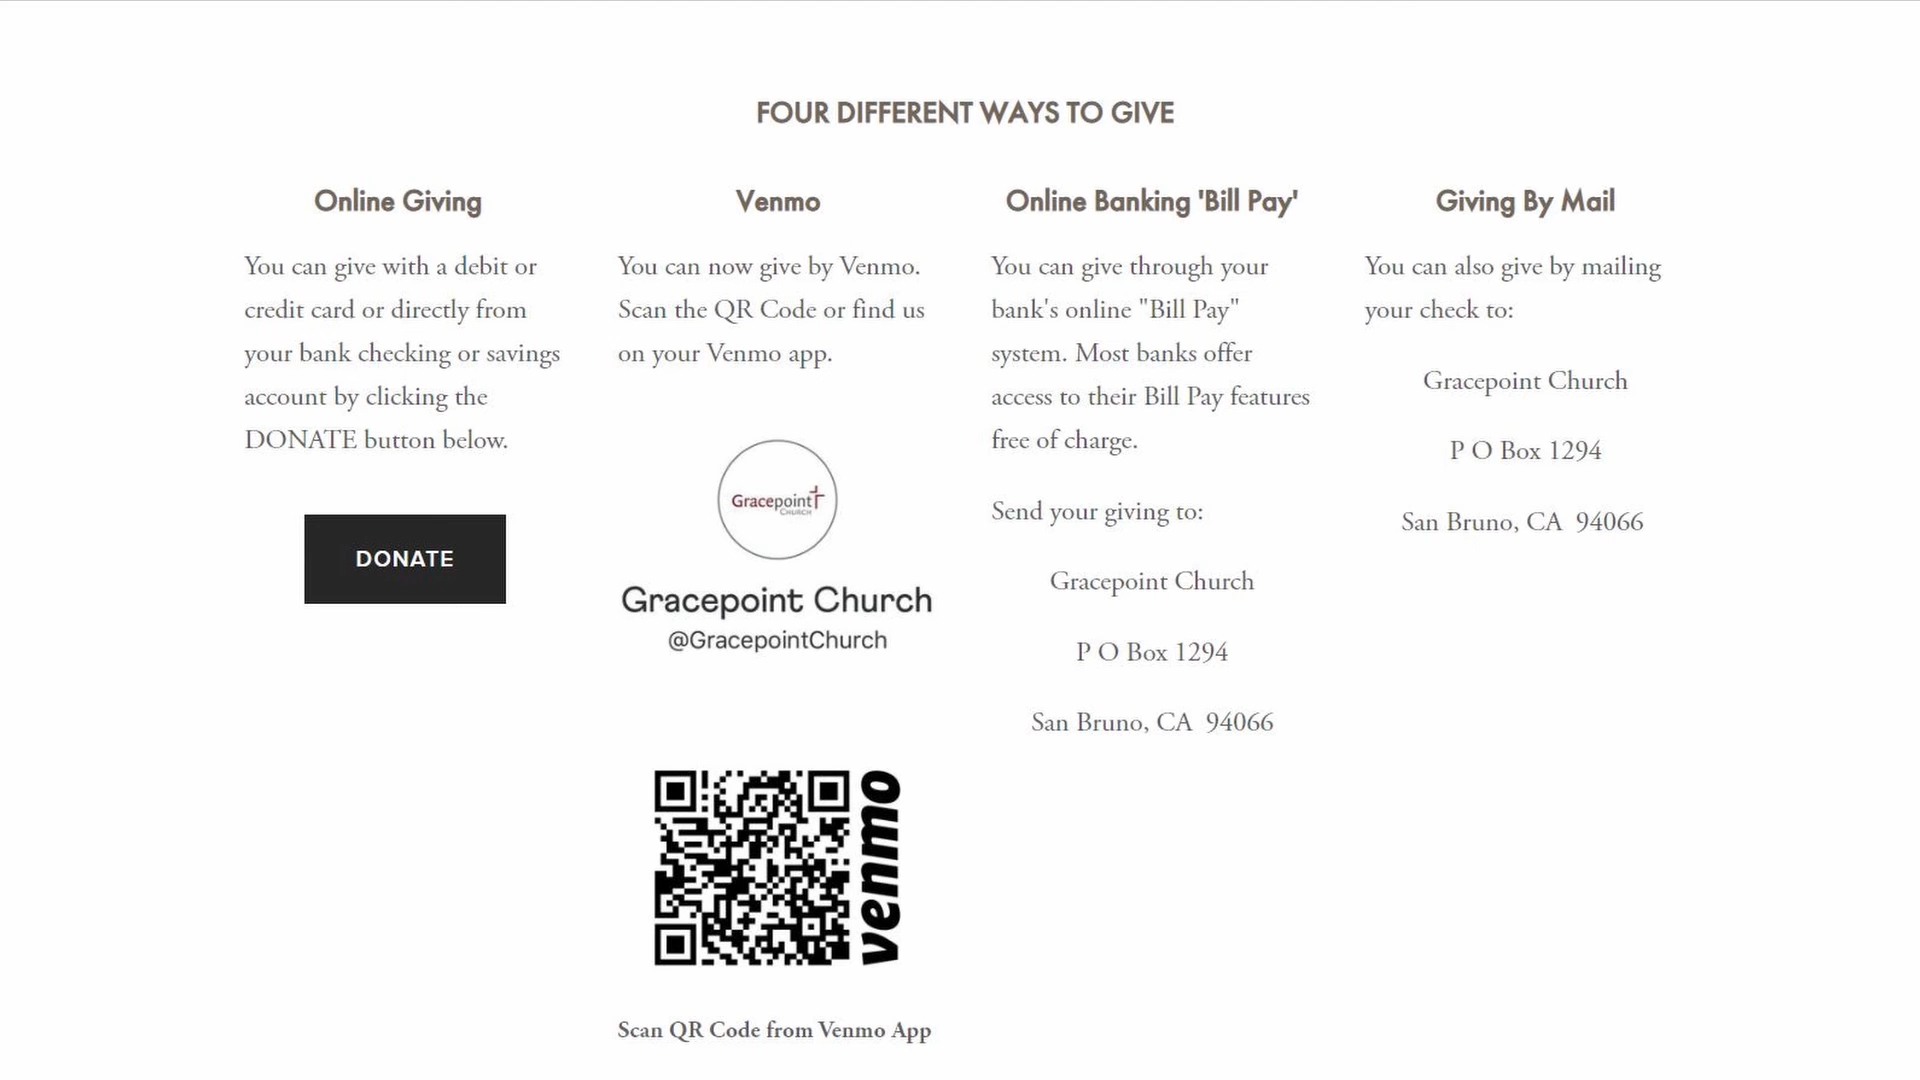 FOUR DIFFERENT WAYS TO GIVE
Online Giving
You can give with a debit or
credit card or directly from
your bank checking or savings
account by clicking the
DONATE button below.
DONATE
Venmo
You can now give by Venmo.
Scan the QR Code or find us
on your Venmo app.
Gracepoint
CHURCH
Gracepoint Church
@GracepointChurch
venmo
Scan QR Code from Venmo App
Online Banking 'Bill Pay'
You can give through your
bank's online "Bill Pay"
system. Most banks offer
access to their Bill Pay features
free of charge.
Send your giving to:
Gracepoint Church
P O Box 1294
San Bruno, CA  94066
Giving By Mail
You can also give by mailing
your check to:
Gracepoint Church
P O Box 1294
San Bruno, CA  94066